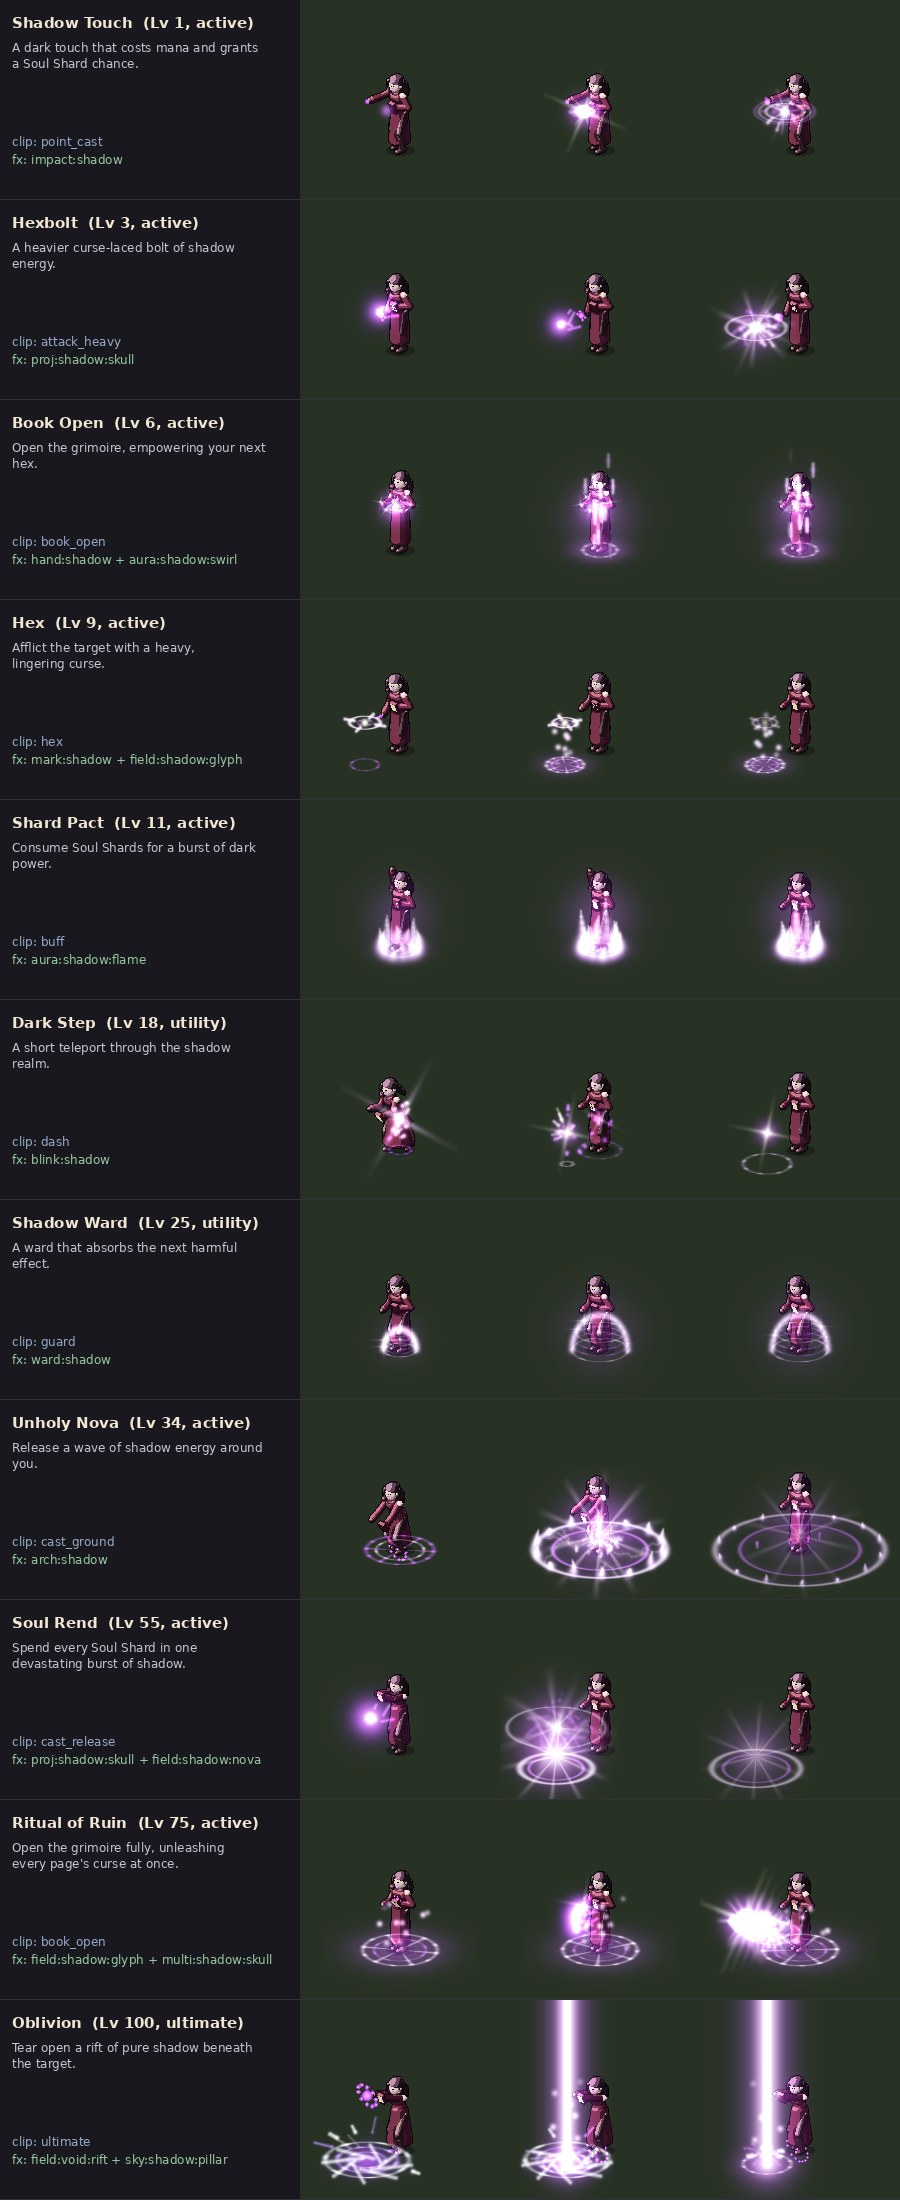 Shadow Touch (Lv 1, active)
A dark touch that costs mana and grants
a Soul Shard chance.
clip: point_cast
fx: impact:shadow
Hexbolt (Lv 3, active)
A heavier curse-laced bolt of shadow
energy.
clip: attack_heavy
fx: proj:shadow:skull
Book Open (Lv 6, active)
Open the grimoire, empowering your next
hex.
clip: book_open
fx: hand:shadow + aura:shadow:swirl
Hex (Lv 9, active)
Afflict the target with a heavy,
lingering curse.
clip: hex
fx: mark:shadow + field:shadow:glyph
Shard Pact (Lv 11, active)
Consume Soul Shards for a burst of dark
power.
clip: buff
fx: aura:shadow:flame
Dark Step (Lv 18, utility)
A short teleport through the shadow
realm.
clip: dash
fx: blink:shadow
Shadow Ward (Lv 25, utility)
A ward that absorbs the next harmful
effect.
clip: guard
fx: ward:shadow
Unholy Nova (Lv 34, active)
Release a wave of shadow energy around
you.
clip: cast_ground
fx: arch:shadow
Soul Rend (Lv 55, active)
Spend every Soul Shard in one
devastating burst of shadow.
clip: cast_release
fx: proj:shadow:skull + field:shadow:nova
Ritual of Ruin (Lv 75, active)
Open the grimoire fully, unleashing
every page's curse at once.
clip: book_open
fx: field:shadow:glyph + multi:shadow:skull
Oblivion (Lv 100, ultimate)
Tear open a rift of pure shadow beneath
the target.
clip: ultimate
fx: field:void:rift + sky:shadow:pillar